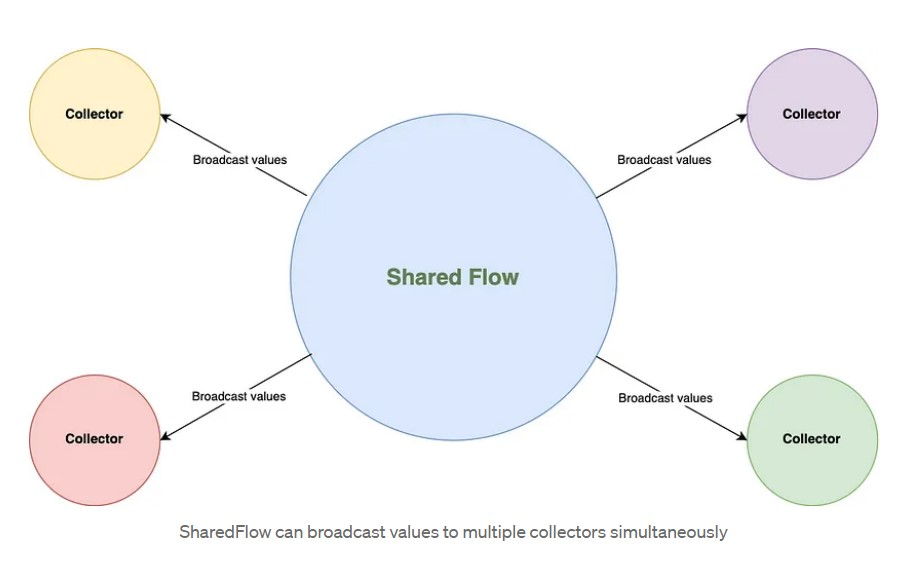 Collector
Collector
Broadcast values
Broadcast values
Shared Flow
Broadcast values
Broadcast values
Collector
Collector
SharedFlow can broadcast values to multiple collectors simultaneously